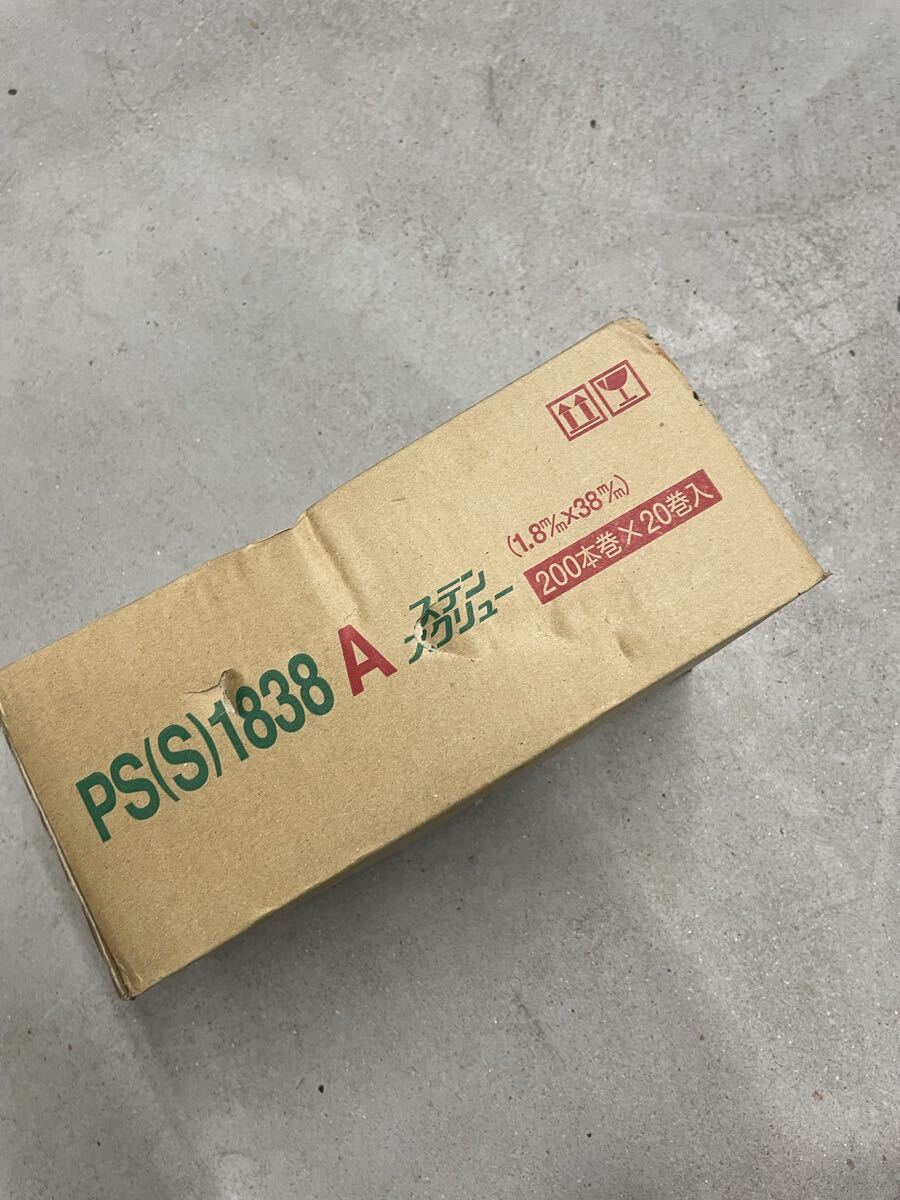 PS(S)1838 A
ステン
スクリュー
(1.8m/m×38m/m)
200本巻×20巻入